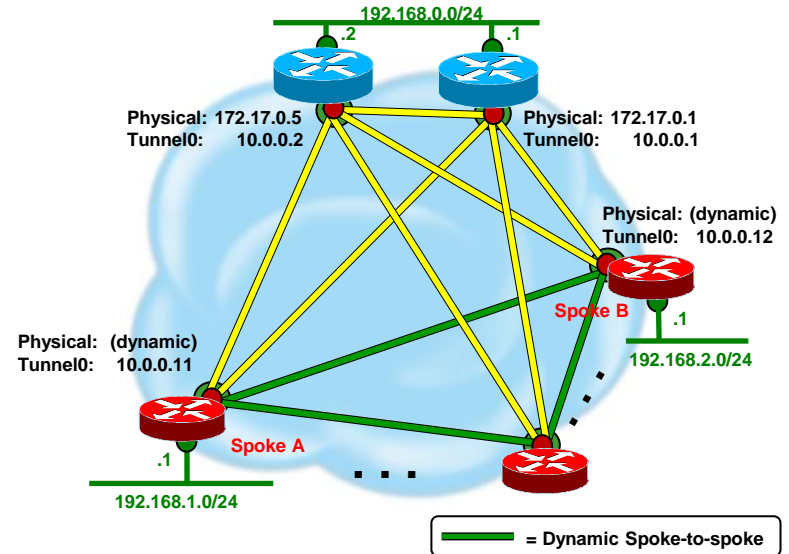 192.168.0.0/24
.2
.1
Physical: 172.17.0.5
Tunnel0: 10.0.0.2
Physical: 172.17.0.1
Tunnel0: 10.0.0.1
Physical: (dynamic)
Tunnel0: 10.0.0.12
Spoke B
.1
192.168.2.0/24
Physical: (dynamic)
Tunnel0: 10.0.0.11
Spoke A
.1
192.168.1.0/24
. . .
. . .
= Dynamic Spoke-to-spoke